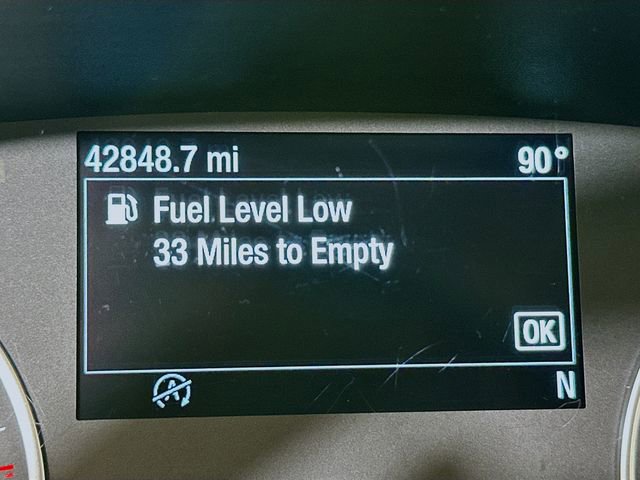 42848.7 mi 90°
Fuel Level Low
33 Miles to Empty
OK
A N